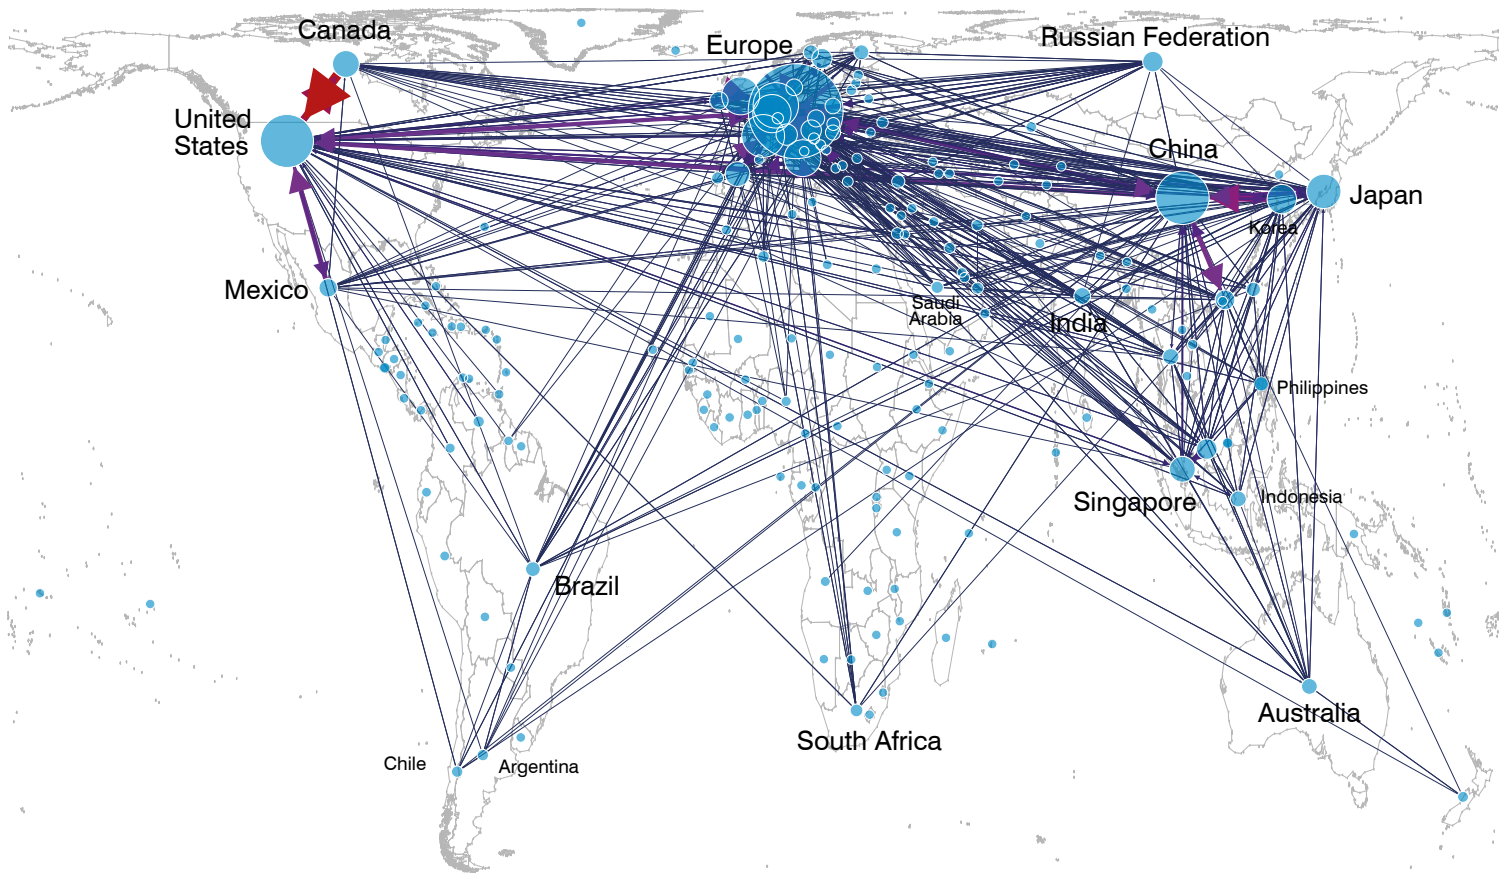 Canada
Europe
Russian Federation
United
States
China
Japan
Korea
Mexico
Saudi
Arabia
India
Philippines
Singapore
Indonesia
Brazil
Australia
South Africa
Chile
Argentina